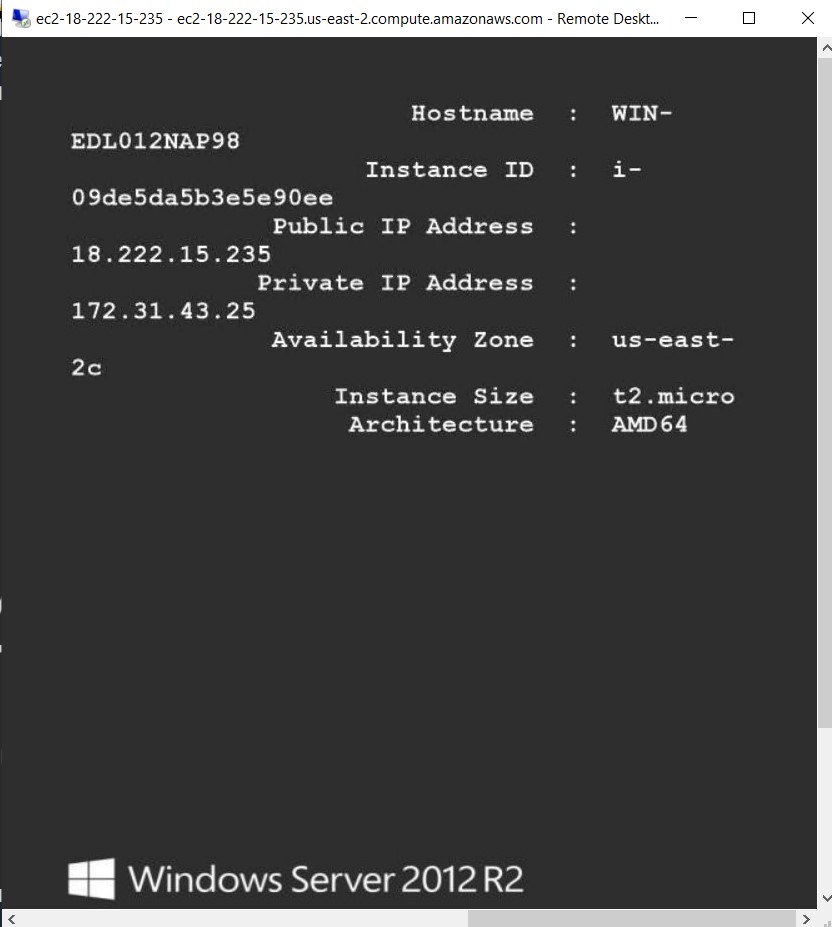 ec2-18-222-15-235 - ec2-18-222-15-235.us-east-2.compute.amazonaws.com - Remote Deskt...
Hostname : WIN-
EDL012NAP98
Instance ID : i-
09de5da5b3e5e90ee
Public IP Address :
18.222.15.235
Private IP Address :
172.31.43.25
Availability Zone : us-east-
2c
Instance Size : t2.micro
Architecture : AMD64
Windows Server 2012 R2